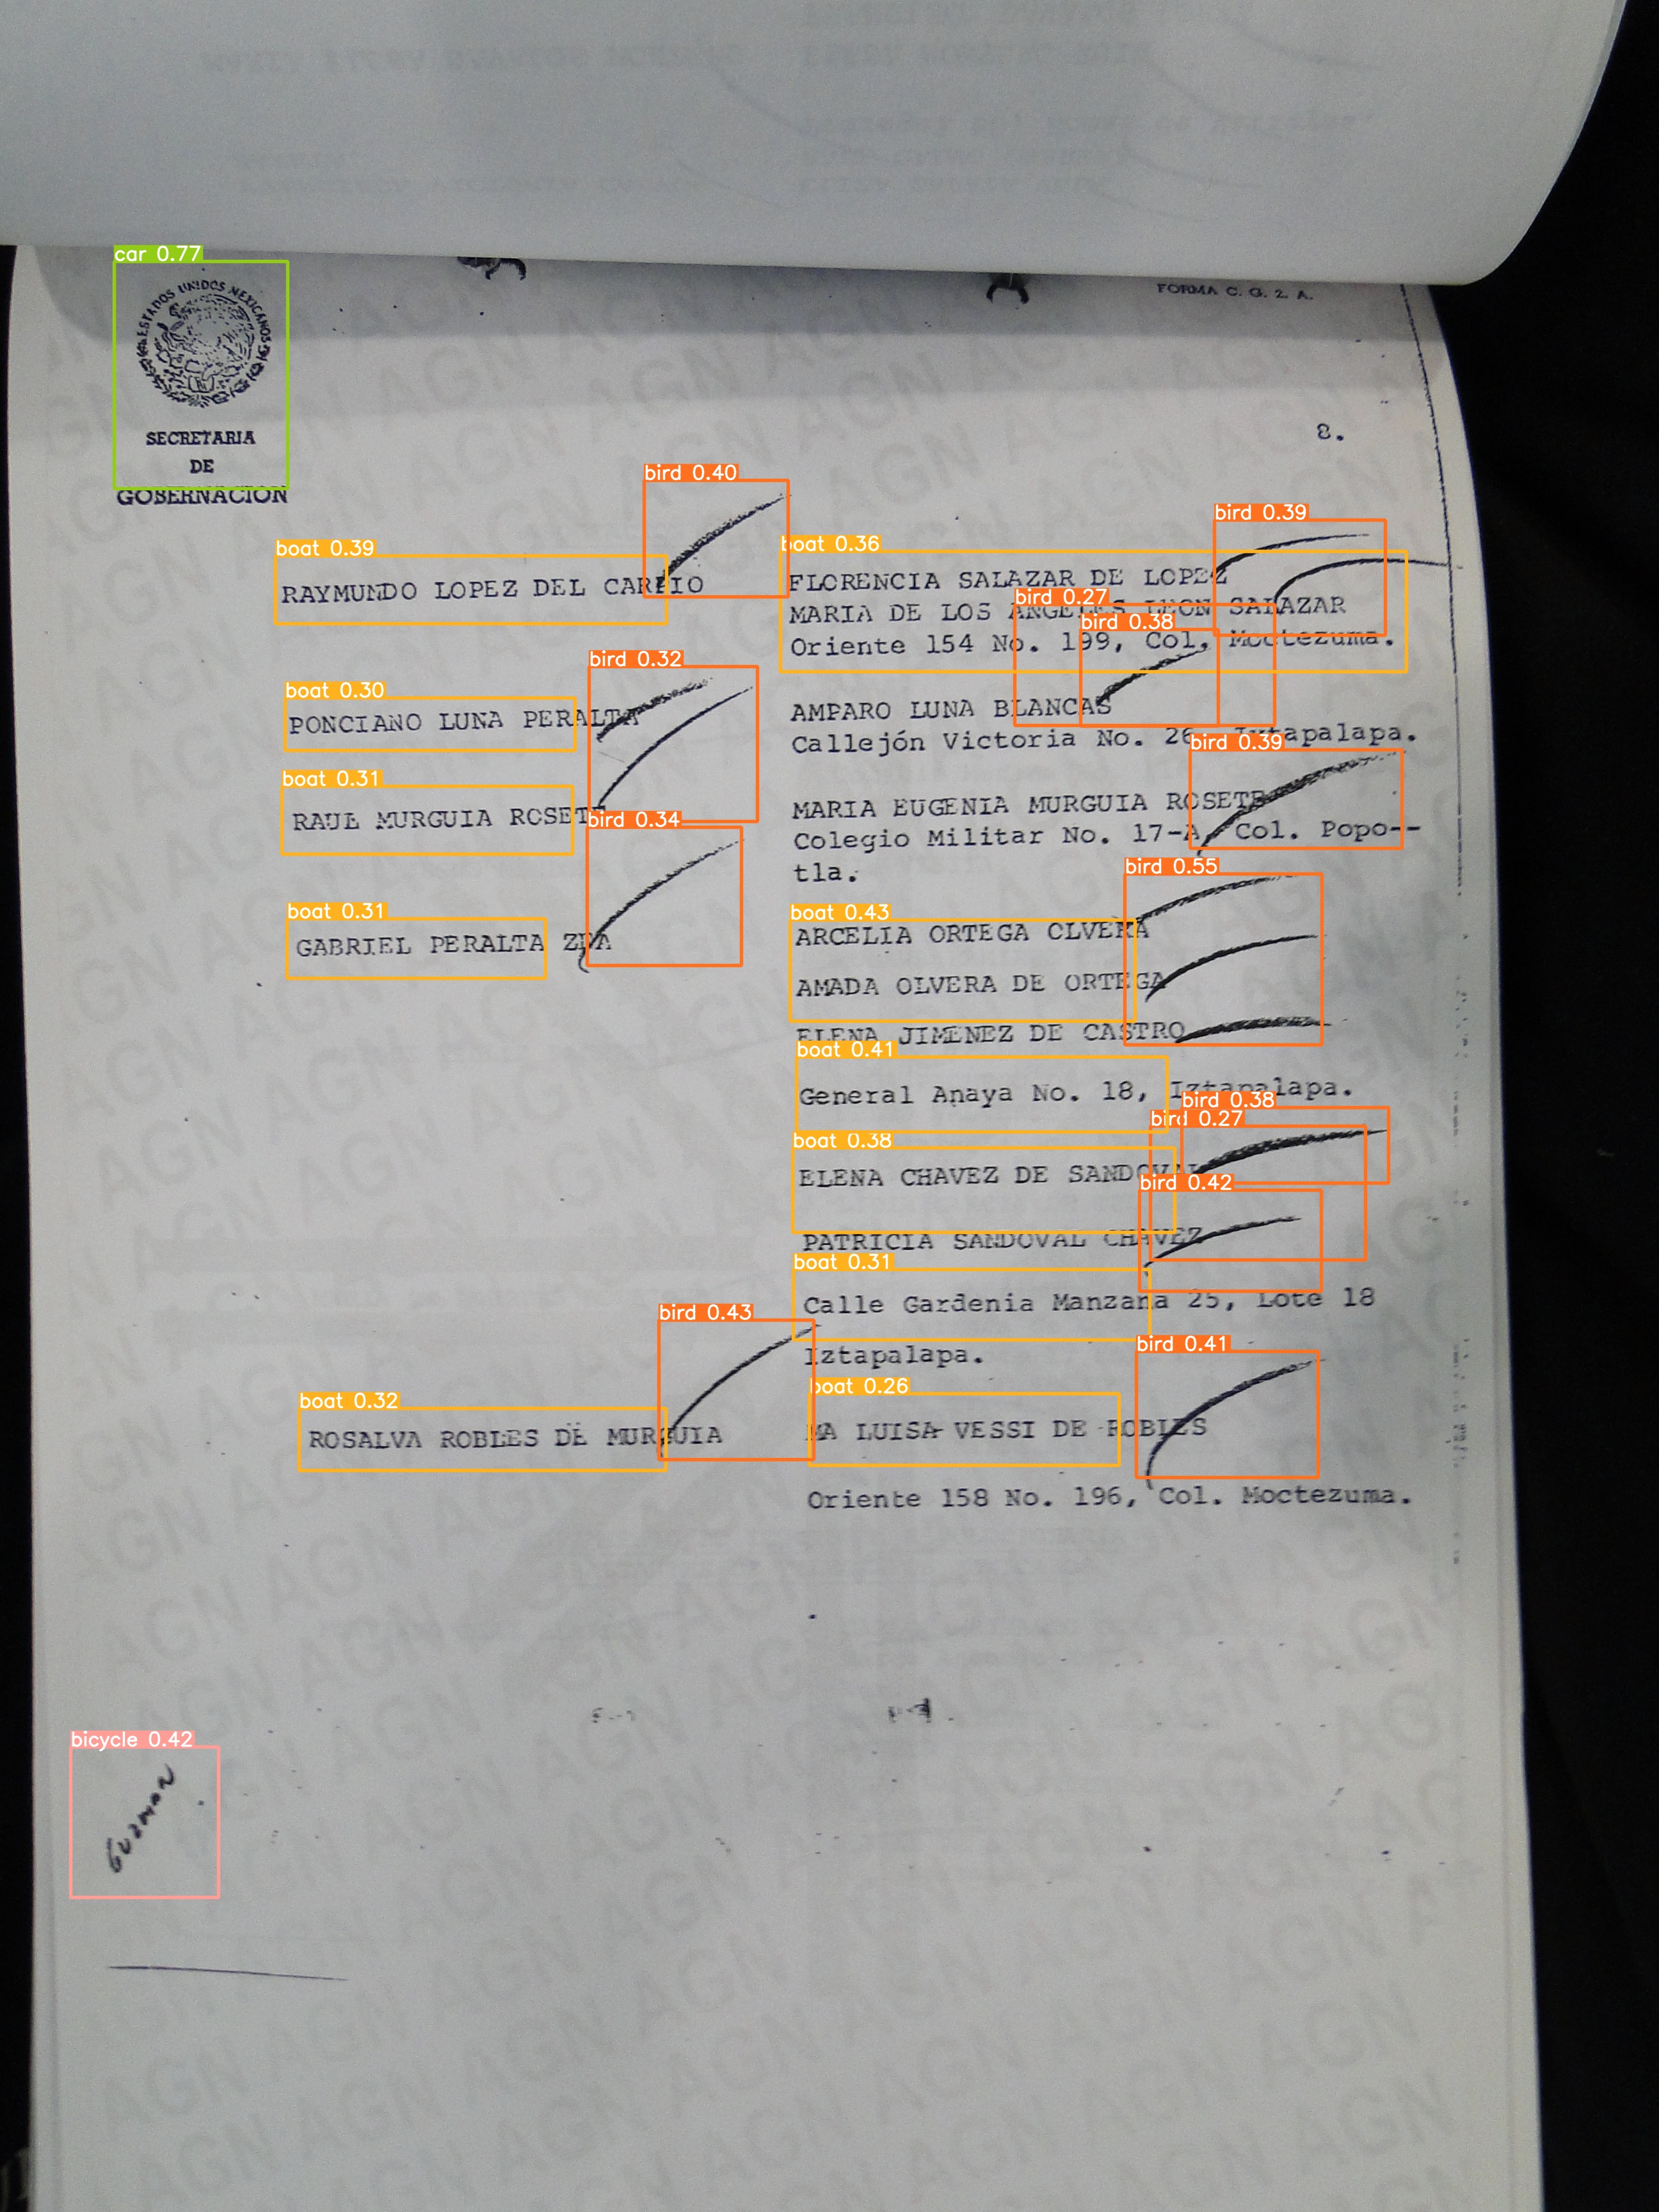 FORMA C. G. 2. A.
car 0.77
ESTADOS UNIDOS MEXICANOS
SECRETARIA
DE
GOBERNACION
8.
bird 0.40
boat 0.39
RAYMUNDO LOPEZ DEL CARPIO
boat 0.36
bird 0.39
FLORENCIA SALAZAR DE LOPEZ
bird 0.27
MARIA DE LOS ANGELES LEON SALAZAR
bird 0.38
Oriente 154 No. 199, Col. Moctezuma.
bird 0.32
boat 0.30
PONCIANO LUNA PERALTA
AMPARO LUNA BLANCAS
Callejón Victoria No. 26 Iztapalapa.
bird 0.39
boat 0.31
RAUL MURGUIA ROSETE
MARIA EUGENIA MURGUIA ROSETE
Colegio Militar No. 17-A, Col. Popo--
tla.
bird 0.34
bird 0.55
boat 0.31
GABRIEL PERALTA
boat 0.43
ARCELIA ORTEGA OLVERA
AMADA OLVERA DE ORTEGA
ELENA JIMENEZ DE CASTRO
boat 0.41
General Anaya No. 18, Iztapalapa.
bird 0.38
bird 0.27
boat 0.38
ELENA CHAVEZ DE SANDOVAL
bird 0.42
PATRICIA SANDOVAL CHAVEZ
boat 0.31
Calle Gardenia Manzana 25, Lote 18
Iztapalapa.
bird 0.43
boat 0.32
ROSALVA ROBLES DE MURGUIA
bird 0.41
boat 0.26
MA LUISA VESSI DE ROBLES
Oriente 158 No. 196, Col. Moctezuma.
bicycle 0.42
Guzman
AGN AGN AGN AGN